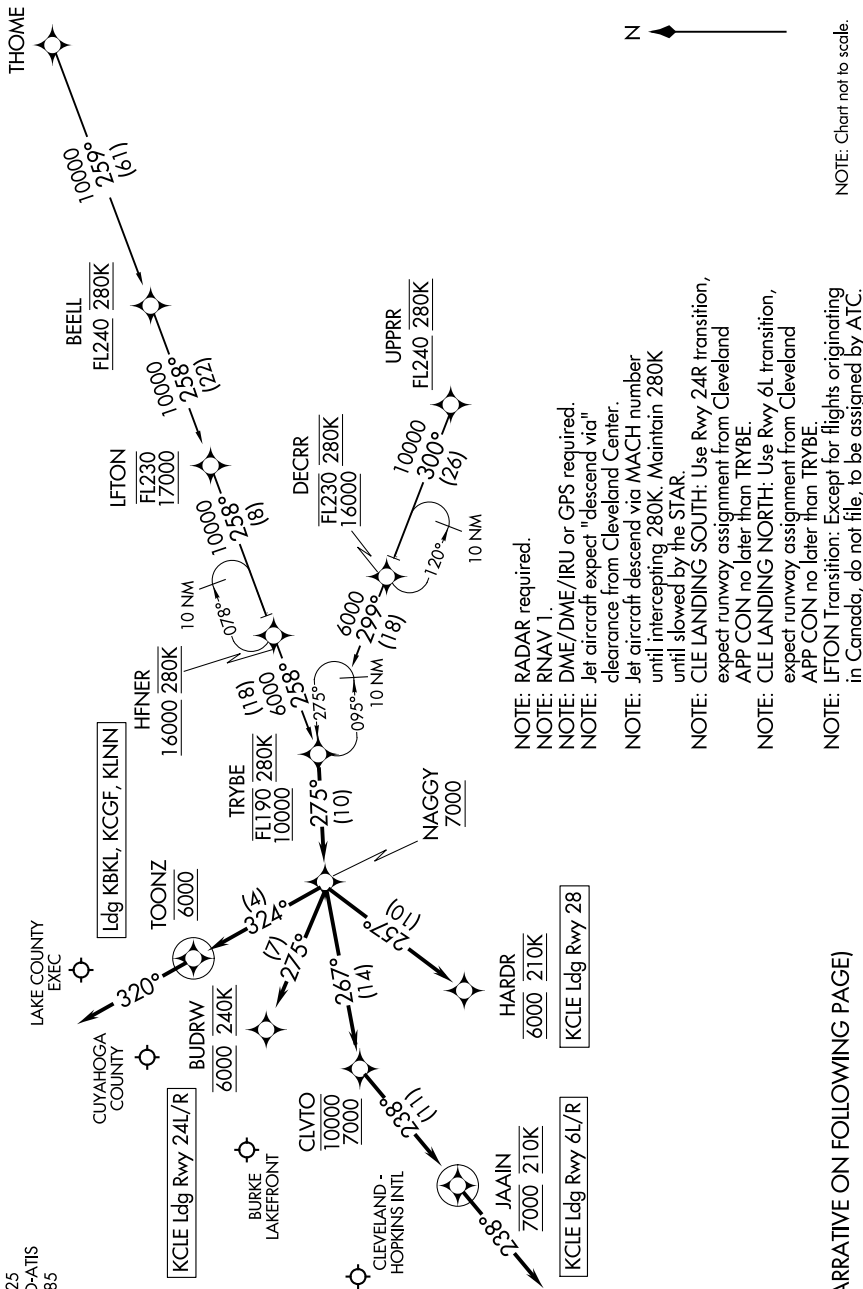 THOME
10000
259°
(61)
BEELL
FL240 280K
10000
258°
(22)
LFTON
FL230
17000
10000
258°
(8)
10 NM
078°
HFNER
16000 280K
(18)
6000
258°
UPPRR
FL240 280K
10000
300°
(26)
DECRR
FL230 280K
16000
120°
10 NM
6000
299°
(18)
10 NM
275°
095°
TRYBE
FL190 280K
10000
275°
(10)
NAGGY
7000
Ldg KBKL, KCGF, KLNN
TOONZ
6000
(4)
324°
320°
LAKE COUNTY
EXEC
CUYAHOGA
COUNTY
(7)
275°
BUDRW
6000 240K
KCLE Ldg Rwy 24L/R
BURKE
LAKEFRONT
267°
(14)
CLVTO
10000
7000
257°
(10)
HARDR
6000 210K
KCLE Ldg Rwy 28
238°
(11)
JAAIN
7000 210K
KCLE Ldg Rwy 6L/R
238°
CLEVELAND -
HOPKINS INTL
25
D-ATIS
85
N
NOTE: RADAR required.
NOTE: RNAV 1.
NOTE: DME/DME/IRU or GPS required.
NOTE: Jet aircraft expect "descend via"
clearance from Cleveland Center.
NOTE: Jet aircraft descend via MACH number
until intercepting 280K. Maintain 280K
until slowed by the STAR.
NOTE: CLE LANDING SOUTH: Use Rwy 24R transition,
expect runway assignment from Cleveland
APP CON no later than TRYBE.
NOTE: CLE LANDING NORTH: Use Rwy 6L transition,
expect runway assignment from Cleveland
APP CON no later than TRYBE.
NOTE: LFTON Transition: Except for flights originating
in Canada, do not file, to be assigned by ATC.
NOTE: Chart not to scale.
ARRATIVE ON FOLLOWING PAGE)